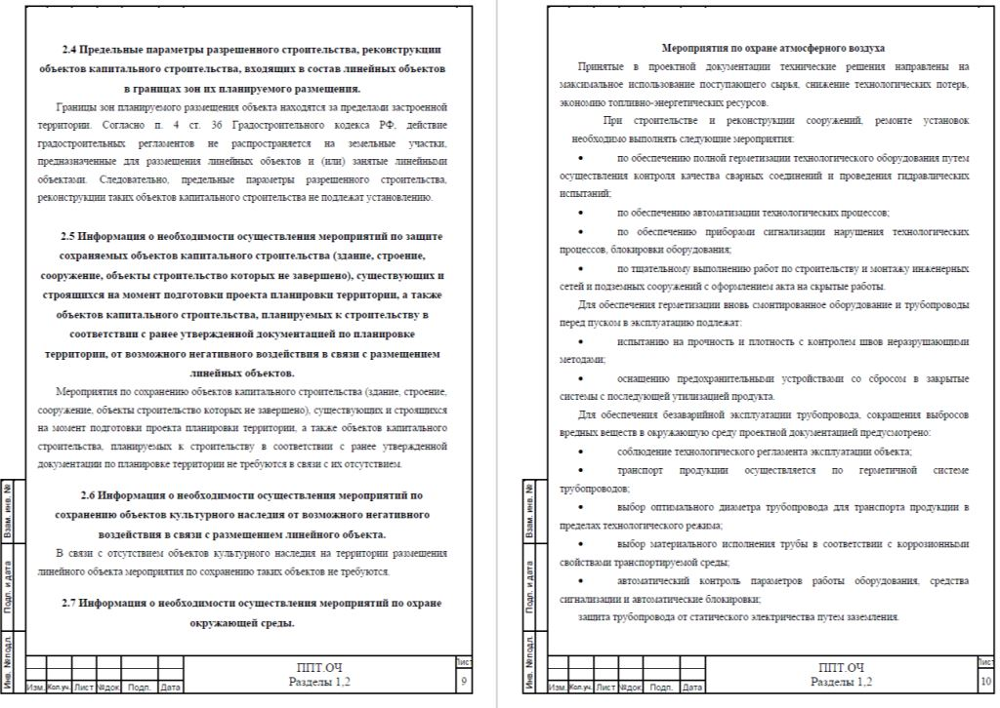 2.4 Предельные параметры разрешенного строительства, реконструкции
объектов капитального строительства, входящих в состав линейных объектов
в границах зон их планируемого размещения.
Границы зон планируемого размещения объекта находятся за пределами застроенной
территории. Согласно п. 4 ст. 36 Градостроительного кодекса РФ, действие
градостроительных регламентов не распространяется на земельные участки,
предназначенные для размещения линейных объектов и (или) занятые линейными
объектами. Следовательно, предельные параметры разрешенного строительства,
реконструкции таких объектов капитального строительства не подлежат установлению.
2.5 Информация о необходимости осуществления мероприятий по защите
сохраняемых объектов капитального строительства (здание, строение,
сооружение, объекты строительство которых не завершено), существующих и
строящихся на момент подготовки проекта планировки территории, а также
объектов капитального строительства, планируемых к строительству в
соответствии с ранее утвержденной документацией по планировке
территории, от возможного негативного воздействия в связи с размещением
линейных объектов.
Мероприятия по сохранению объектов капитального строительства (здание, строение,
сооружение, объекты строительство которых не завершено), существующих и строящихся
на момент подготовки проекта планировки территории, а также объектов капитального
строительства, планируемых к строительству в соответствии с ранее утвержденной
документации по планировке территории не требуются в связи с их отсутствием.
2.6 Информация о необходимости осуществления мероприятий по
сохранению объектов культурного наследия от возможного негативного
воздействия в связи с размещением линейного объекта.
В связи с отсутствием объектов культурного наследия на территории размещения
линейного объекта мероприятия по сохранению таких объектов не требуются.
2.7 Информация о необходимости осуществления мероприятий по охране
окружающей среды.
Взам. инв. №
Подп. и дата
Инв. №подл.
Изм. Кол.уч. Лист №док Подп. Дата
ППТ.ОЧ
Разделы 1,2
Лист
9
Мероприятия по охране атмосферного воздуха
Принятые в проектной документации технические решения направлены на
максимальное использование поступающего сырья, снижение технологических потерь,
экономию топливно-энергетических ресурсов.
При строительстве и реконструкции сооружений, ремонте установок
необходимо выполнять следующие мероприятия:
• по обеспечению полной герметизации технологического оборудования путем
осуществления контроля качества сварных соединений и проведения гидравлических
испытаний;
• по обеспечению автоматизации технологических процессов;
• по обеспечению приборами сигнализации нарушения технологических
процессов, блокировки оборудования;
• по тщательному выполнению работ по строительству и монтажу инженерных
сетей и подземных сооружений с оформлением акта на скрытые работы.
Для обеспечения герметизации вновь смонтированное оборудование и трубопроводы
перед пуском в эксплуатацию подлежат:
• испытанию на прочность и плотность с контролем швов неразрушающими
методами;
• оснащению предохранительными устройствами со сбросом в закрытые
системы с последующей утилизацией продукта.
Для обеспечения безаварийной эксплуатации трубопровода, сокращения выбросов
вредных веществ в окружающую среду проектной документацией предусмотрено:
• соблюдение технологического регламента эксплуатации объекта;
• транспорт продукции осуществляется по герметичной системе
трубопроводов;
• выбор оптимального диаметра трубопровода для транспорта продукции в
пределах технологического режима;
• выбор материального исполнения трубы в соответствии с коррозионными
свойствами транспортируемой среды;
• автоматический контроль параметров работы оборудования, средства
сигнализации и автоматические блокировки;
защита трубопровода от статического электричества путем заземления.
Взам. инв. №
Подп. и дата
Инв. №подл.
Изм. Кол.уч. Лист №док Подп. Дата
ППТ.ОЧ
Разделы 1,2
Лист
10